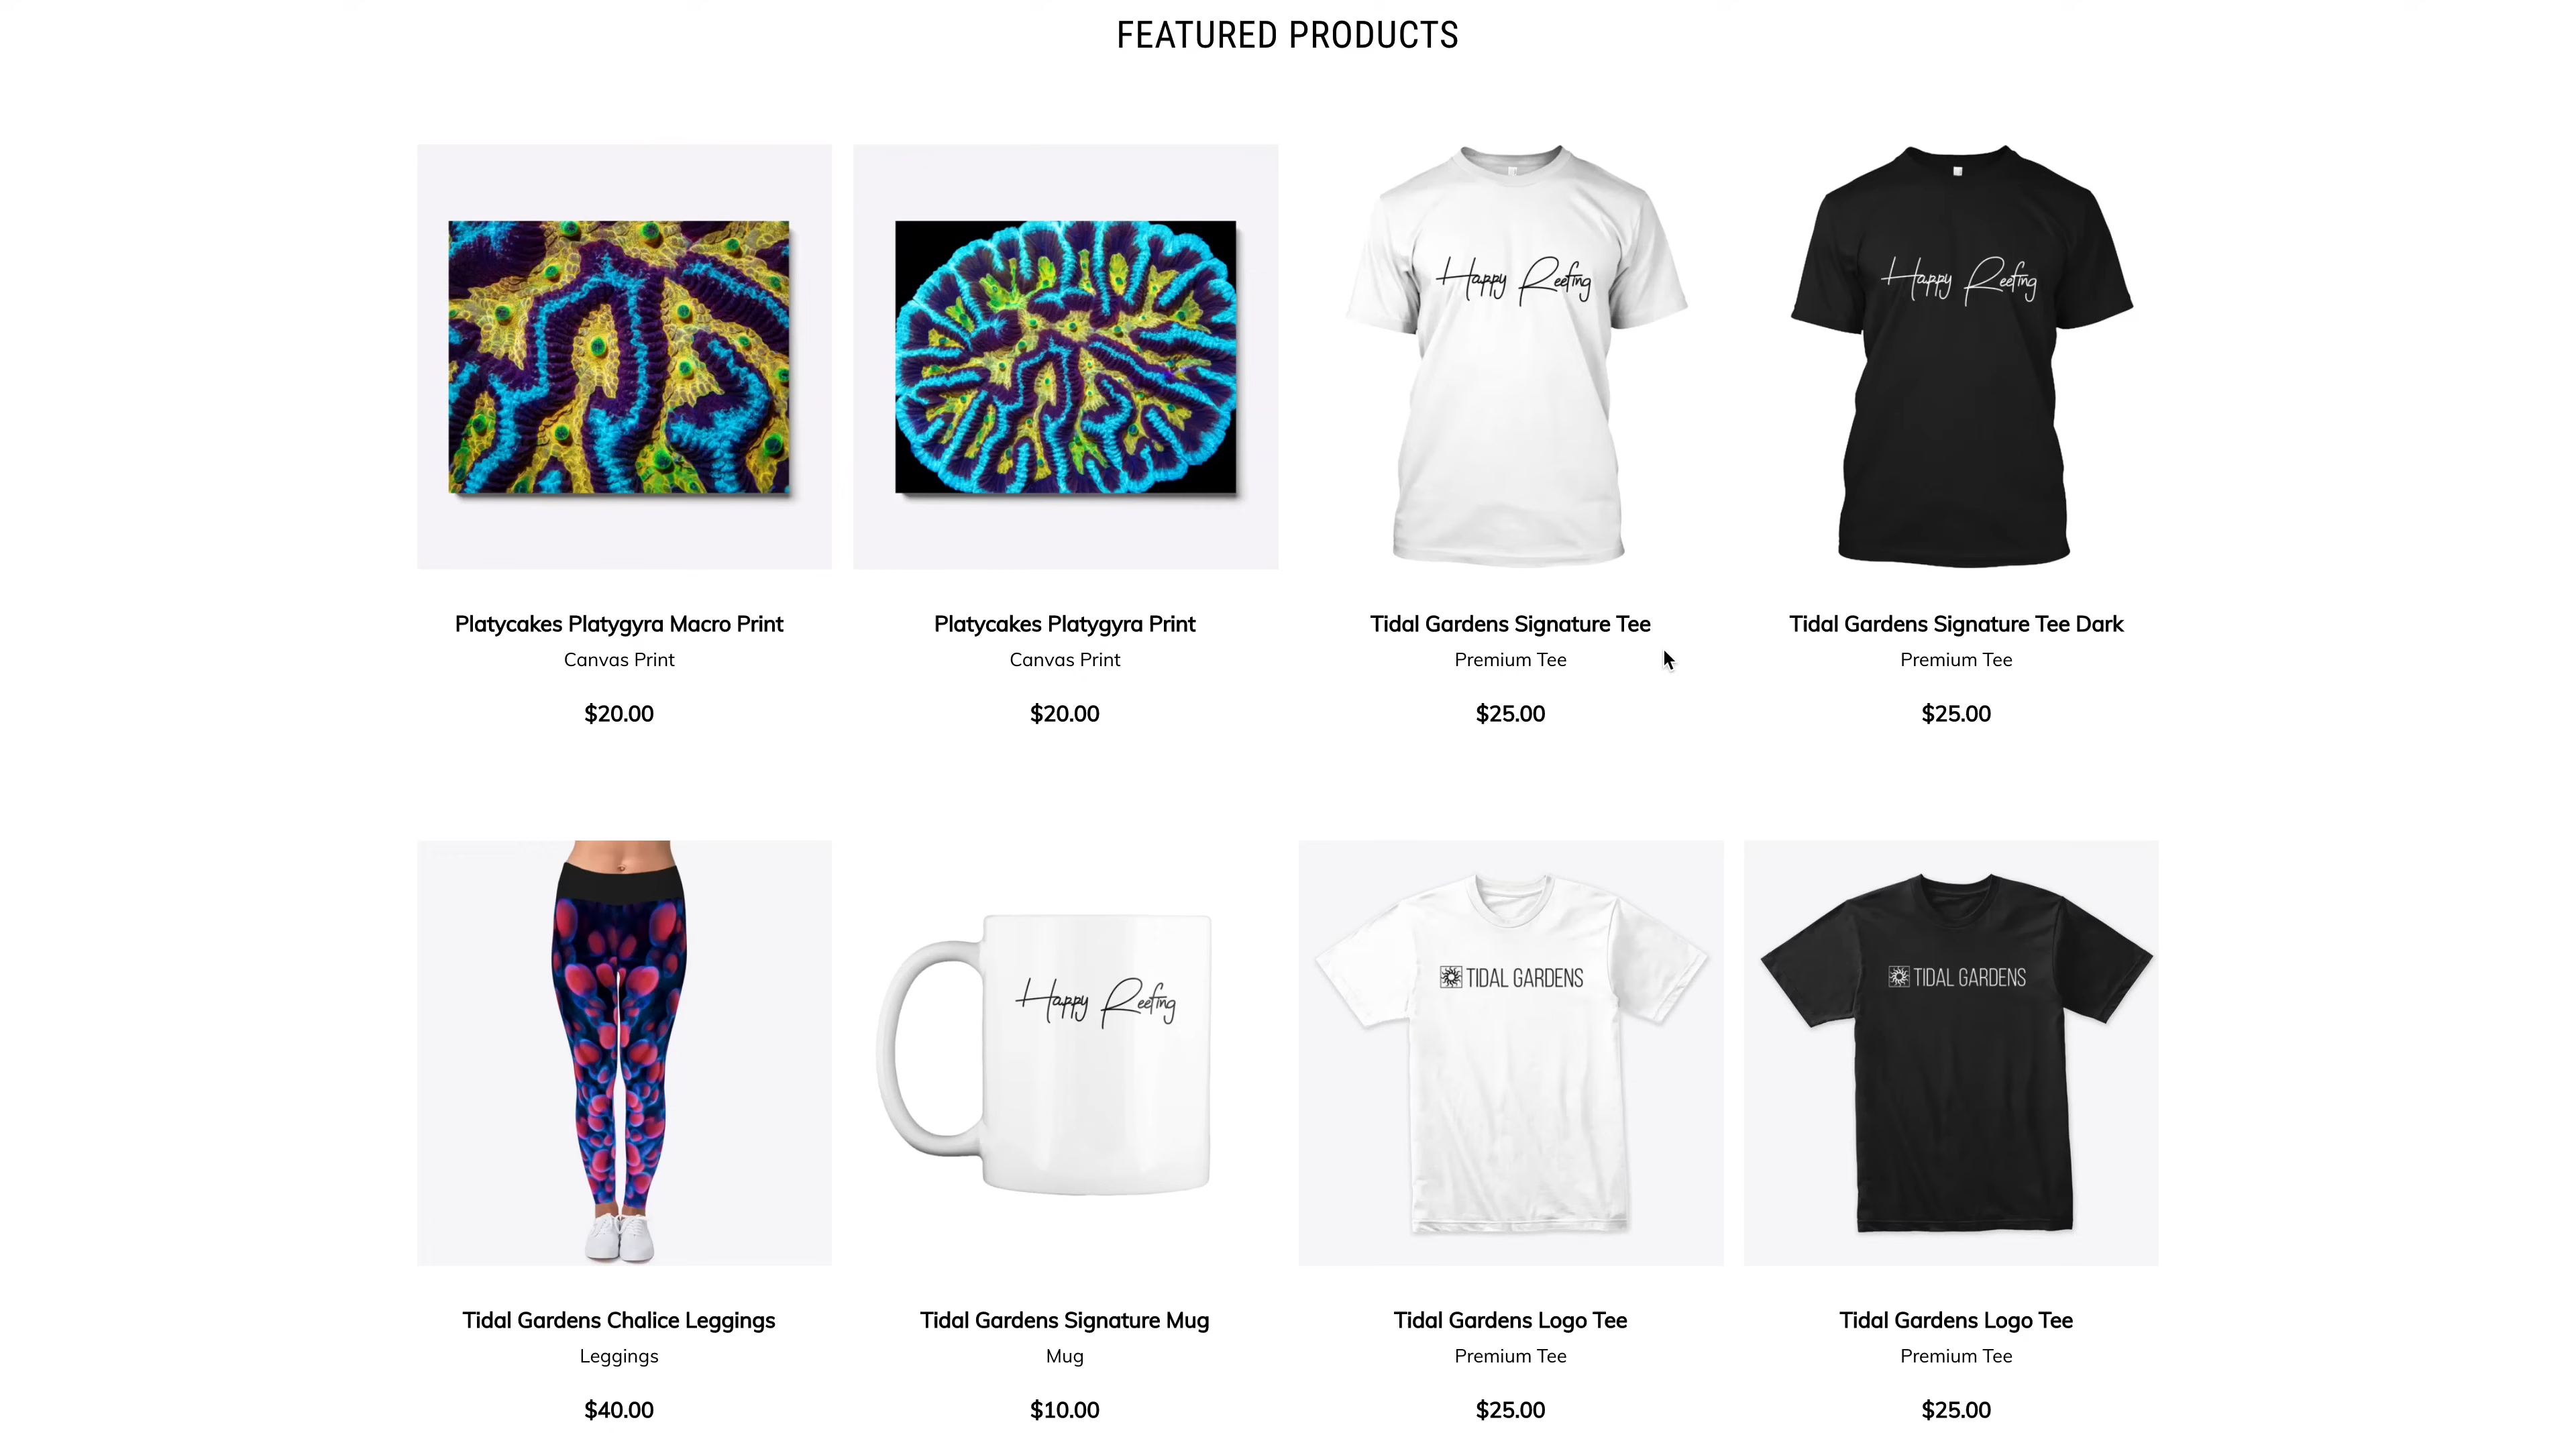 FEATURED PRODUCTS
Happy Reefing
Happy Reefing
Platycakes Platygyra Macro Print
Canvas Print
$20.00
Platycakes Platygyra Print
Canvas Print
$20.00
Tidal Gardens Signature Tee
Premium Tee
$25.00
Tidal Gardens Signature Tee Dark
Premium Tee
$25.00
Happy Reefing
TIDAL GARDENS
TIDAL GARDENS
Tidal Gardens Chalice Leggings
Leggings
$40.00
Tidal Gardens Signature Mug
Mug
$10.00
Tidal Gardens Logo Tee
Premium Tee
$25.00
Tidal Gardens Logo Tee
Premium Tee
$25.00